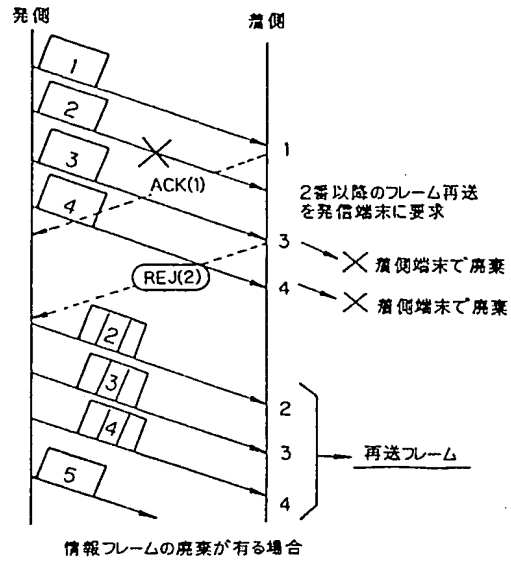 発側
着側
1
2
3
4
ACK(1)
1
2番以降のフレーム再送
を発信端末に要求
3
着側端末で廃棄
REJ(2)
4
着側端末で廃棄
2
3
4
5
2
3
4
再送フレーム
情報フレームの廃棄が有る場合